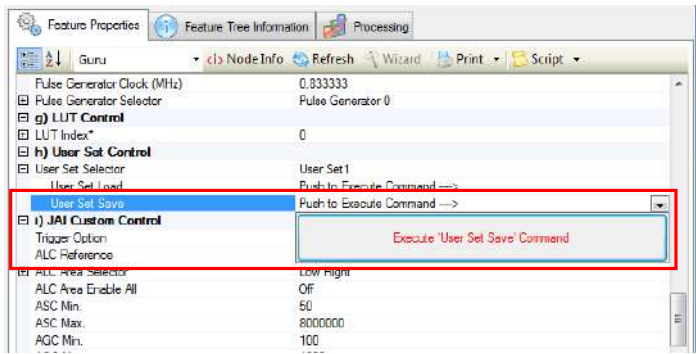 Feature Properties Feature Tree Information Processing
Guru <i> Node Info Refresh Wizard Print Script
Pulse Generator Clock (MHz) 0.833333
Pulse Generator Selector Pulse Generator 0
g) LUT Control
LUT Index* 0
h) User Set Control
User Set Selector User Set1
User Set Load Push to Execute Command --->
User Set Save Push to Execute Command --->
i) JAI Custom Control
Trigger Option
Execute 'User Set Save' Command
ALC Reference
ALC Area Selector Low Right
ALC Area Enable All Off
ASC Min. 50
ASC Max. 8000000
AGC Min. 100